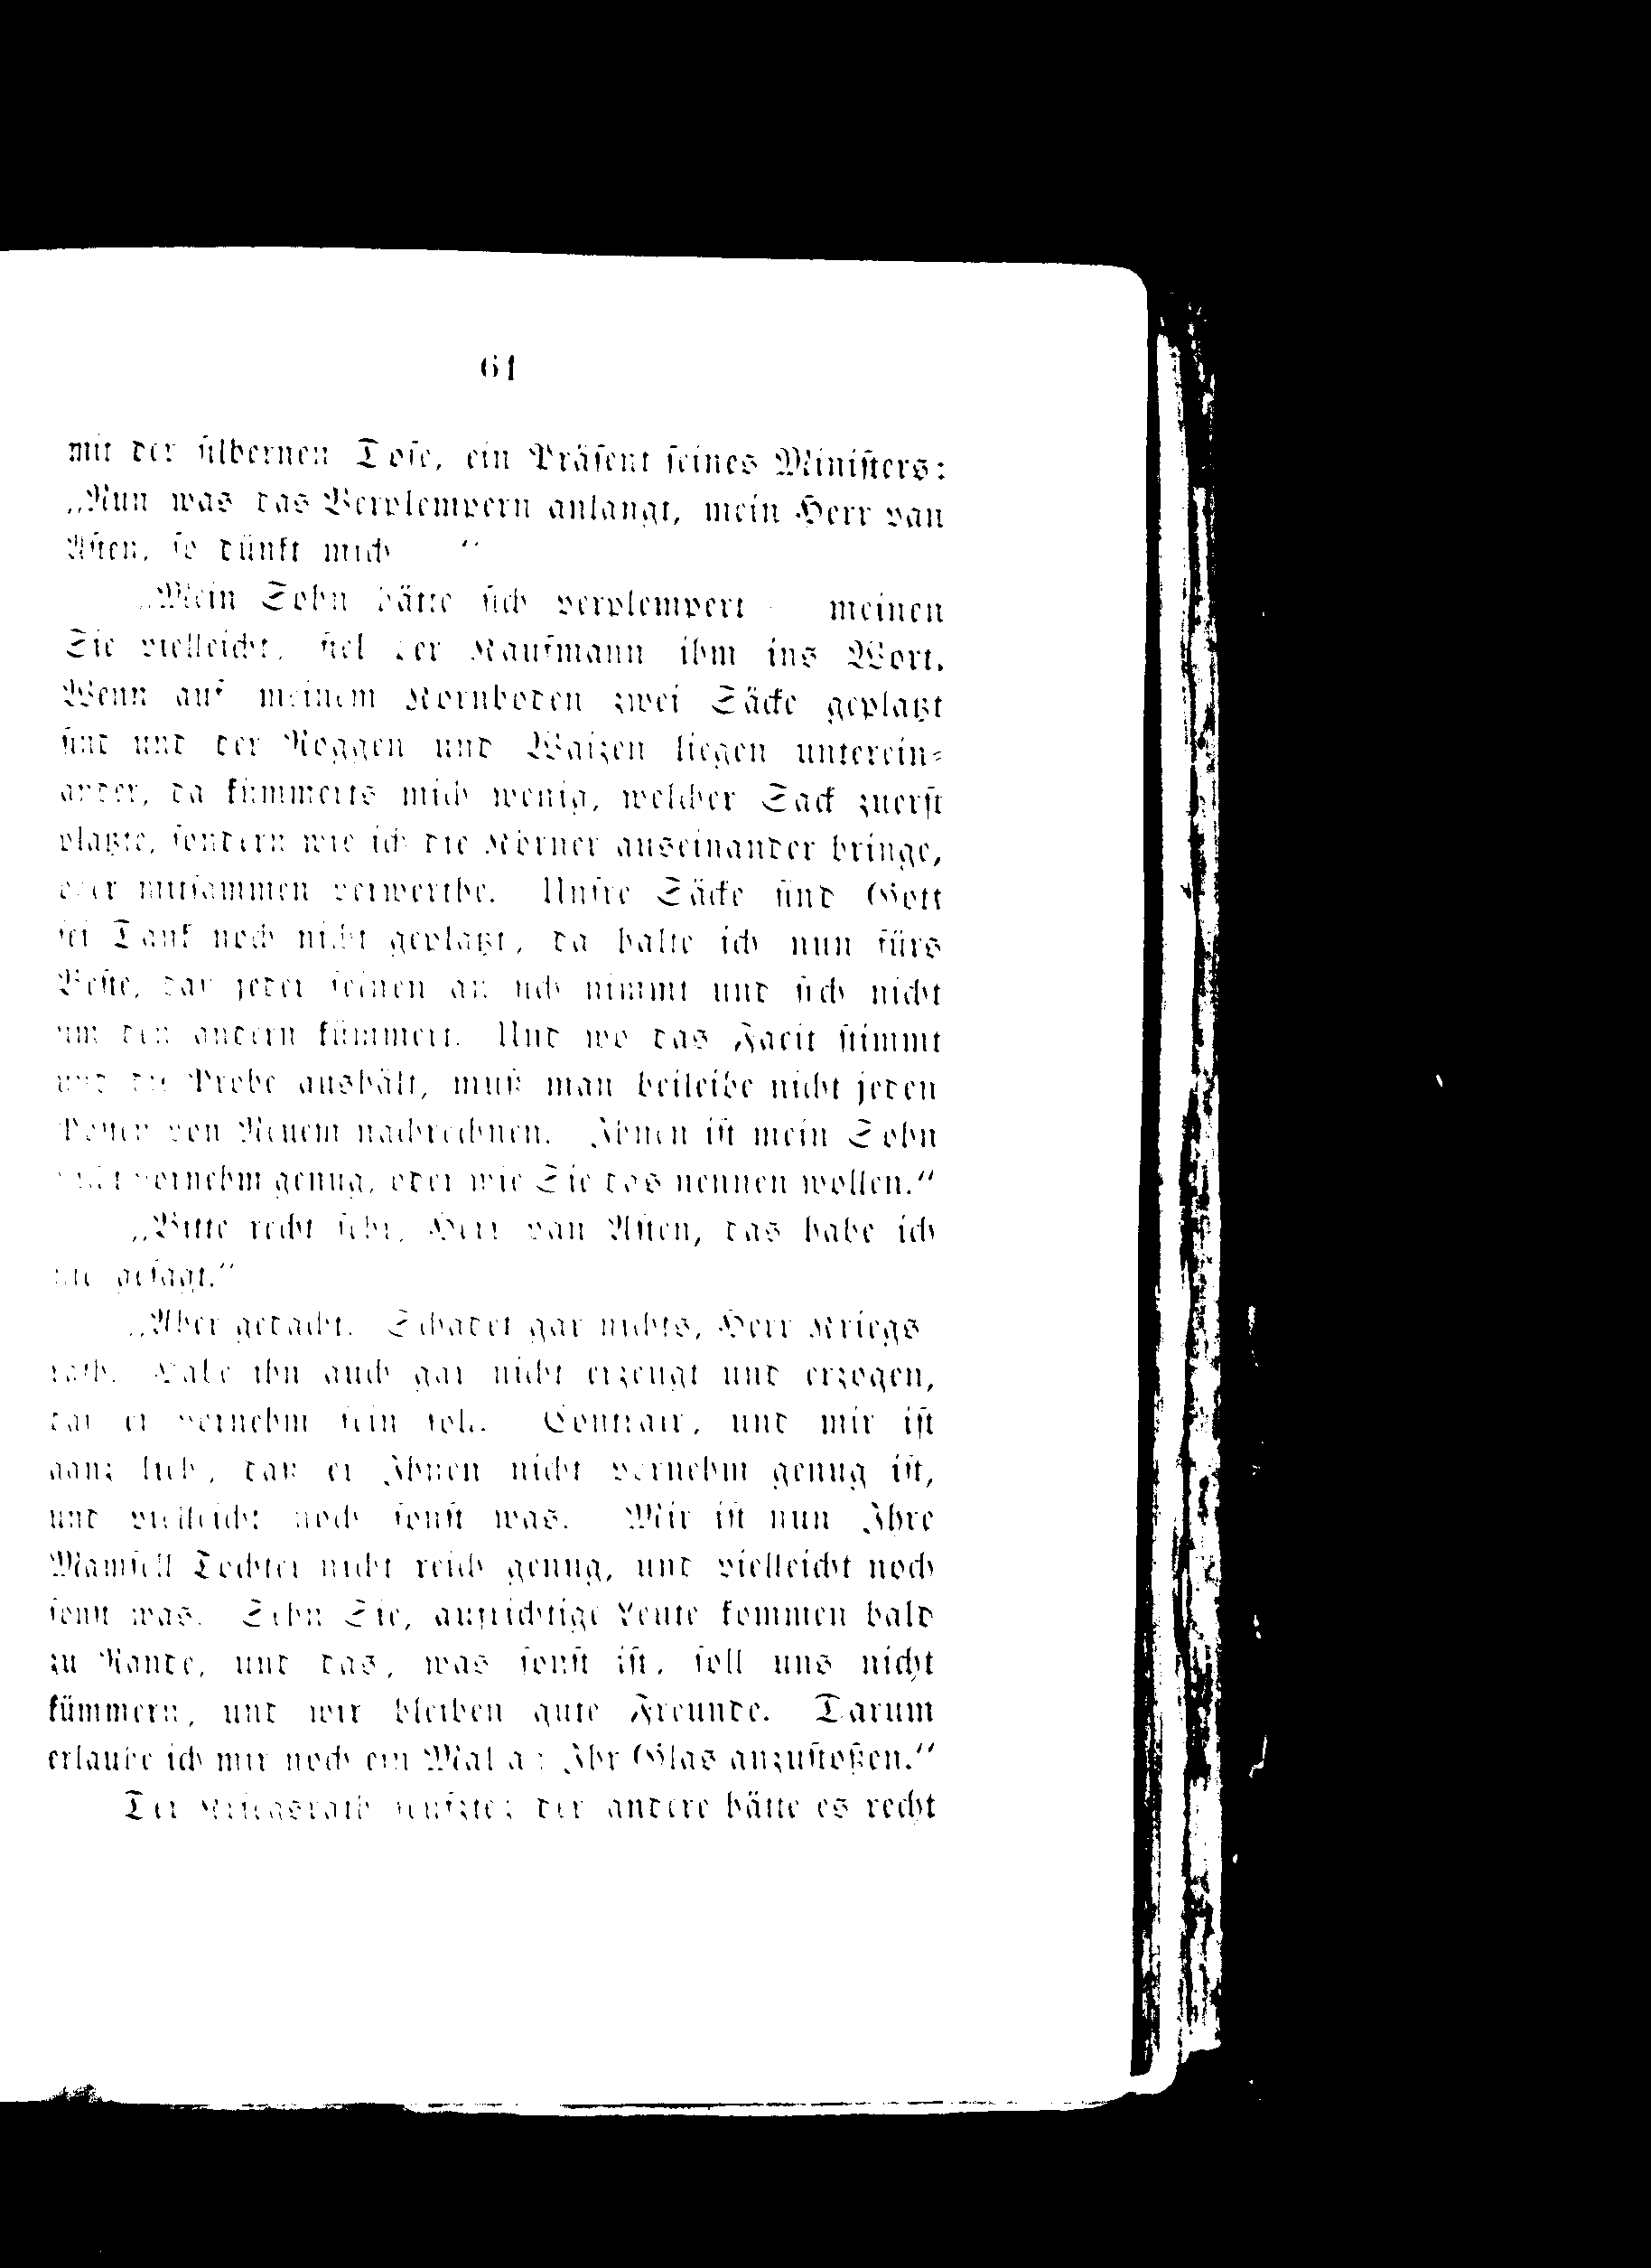 61
mit der ſilbernen Doſe, ein Präſent ſeines Miniſters:
„Nun was das Verplempern anlangt, mein Herr van
Aſten, ſo dünkt mich “
„Mein Sohn hätte ſich verplempert — meinen
Sie vielleicht, fiel der Kaufmann ihm ins Wort.
Wenn auf meinem Kornboden zwei Säcke geplatzt
ſind und der Roggen und Waizen liegen unterein-
ander, da kümmerts mich wenig, welcher Sack zuerſt
platzte, ſondern wie ich die Körner auseinander bringe,
oder mitſammen verwerthe. Unſre Säcke ſind Gott
ſei Dank noch nicht geplatzt, da halte ich nun fürs
Beſte, daß jeder ſeinen an ſich nimmt und ſich nicht
um den andern kümmert. Und wo das Facit ſtimmt
und die Probe aushält, muß man beileibe nicht jeden
Poſten von Neuem nachrechnen. Ihnen iſt mein Sohn
nicht vornehm genug, oder wie Sie das nennen wollen.“
„Bitte recht ſehr, Herr van Aſten, das habe ich
nie geſagt.“
„Aber gedacht. Schadet gar nichts, Herr Kriegs
rath. Habe ihn auch gar nicht erzeugt und erzogen,
daß er vornehm ſein ſoll. Contrair, und mir iſt
ganz lieb, daß er Ihnen nicht vornehm genug iſt,
und vielleicht noch ſonſt was. Mir iſt nun Ihre
Mamſell Tochter nicht reich genug, und vielleicht noch
ſonſt was. Sehn Sie, aufrichtige Leute kommen bald
zu Rande, und das, was ſonſt iſt, ſoll uns nicht
kümmern, und wir bleiben gute Freunde. Darum
erlaube ich mir noch ein Mal an Ihr Glas anzuſtoßen.“
Der Kriegsrath ſeufzte; der andere hätte es recht